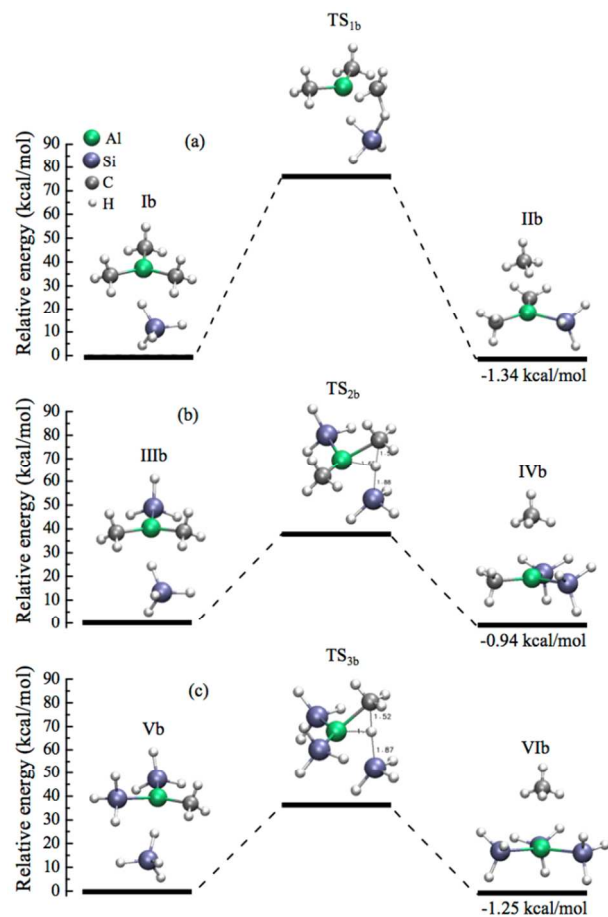 TS1b
(a)
Al
Si
C
H
Ib
IIb
90
80
70
60
50
40
30
20
10
0
Relative energy (kcal/mol)
-1.34 kcal/mol
TS2b
(b)
IIIb
IVb
90
80
70
60
50
40
30
20
10
0
Relative energy (kcal/mol)
1.88
-0.94 kcal/mol
TS3b
(c)
Vb
VIb
90
80
70
60
50
40
30
20
10
0
Relative energy (kcal/mol)
1.52
1.87
-1.25 kcal/mol